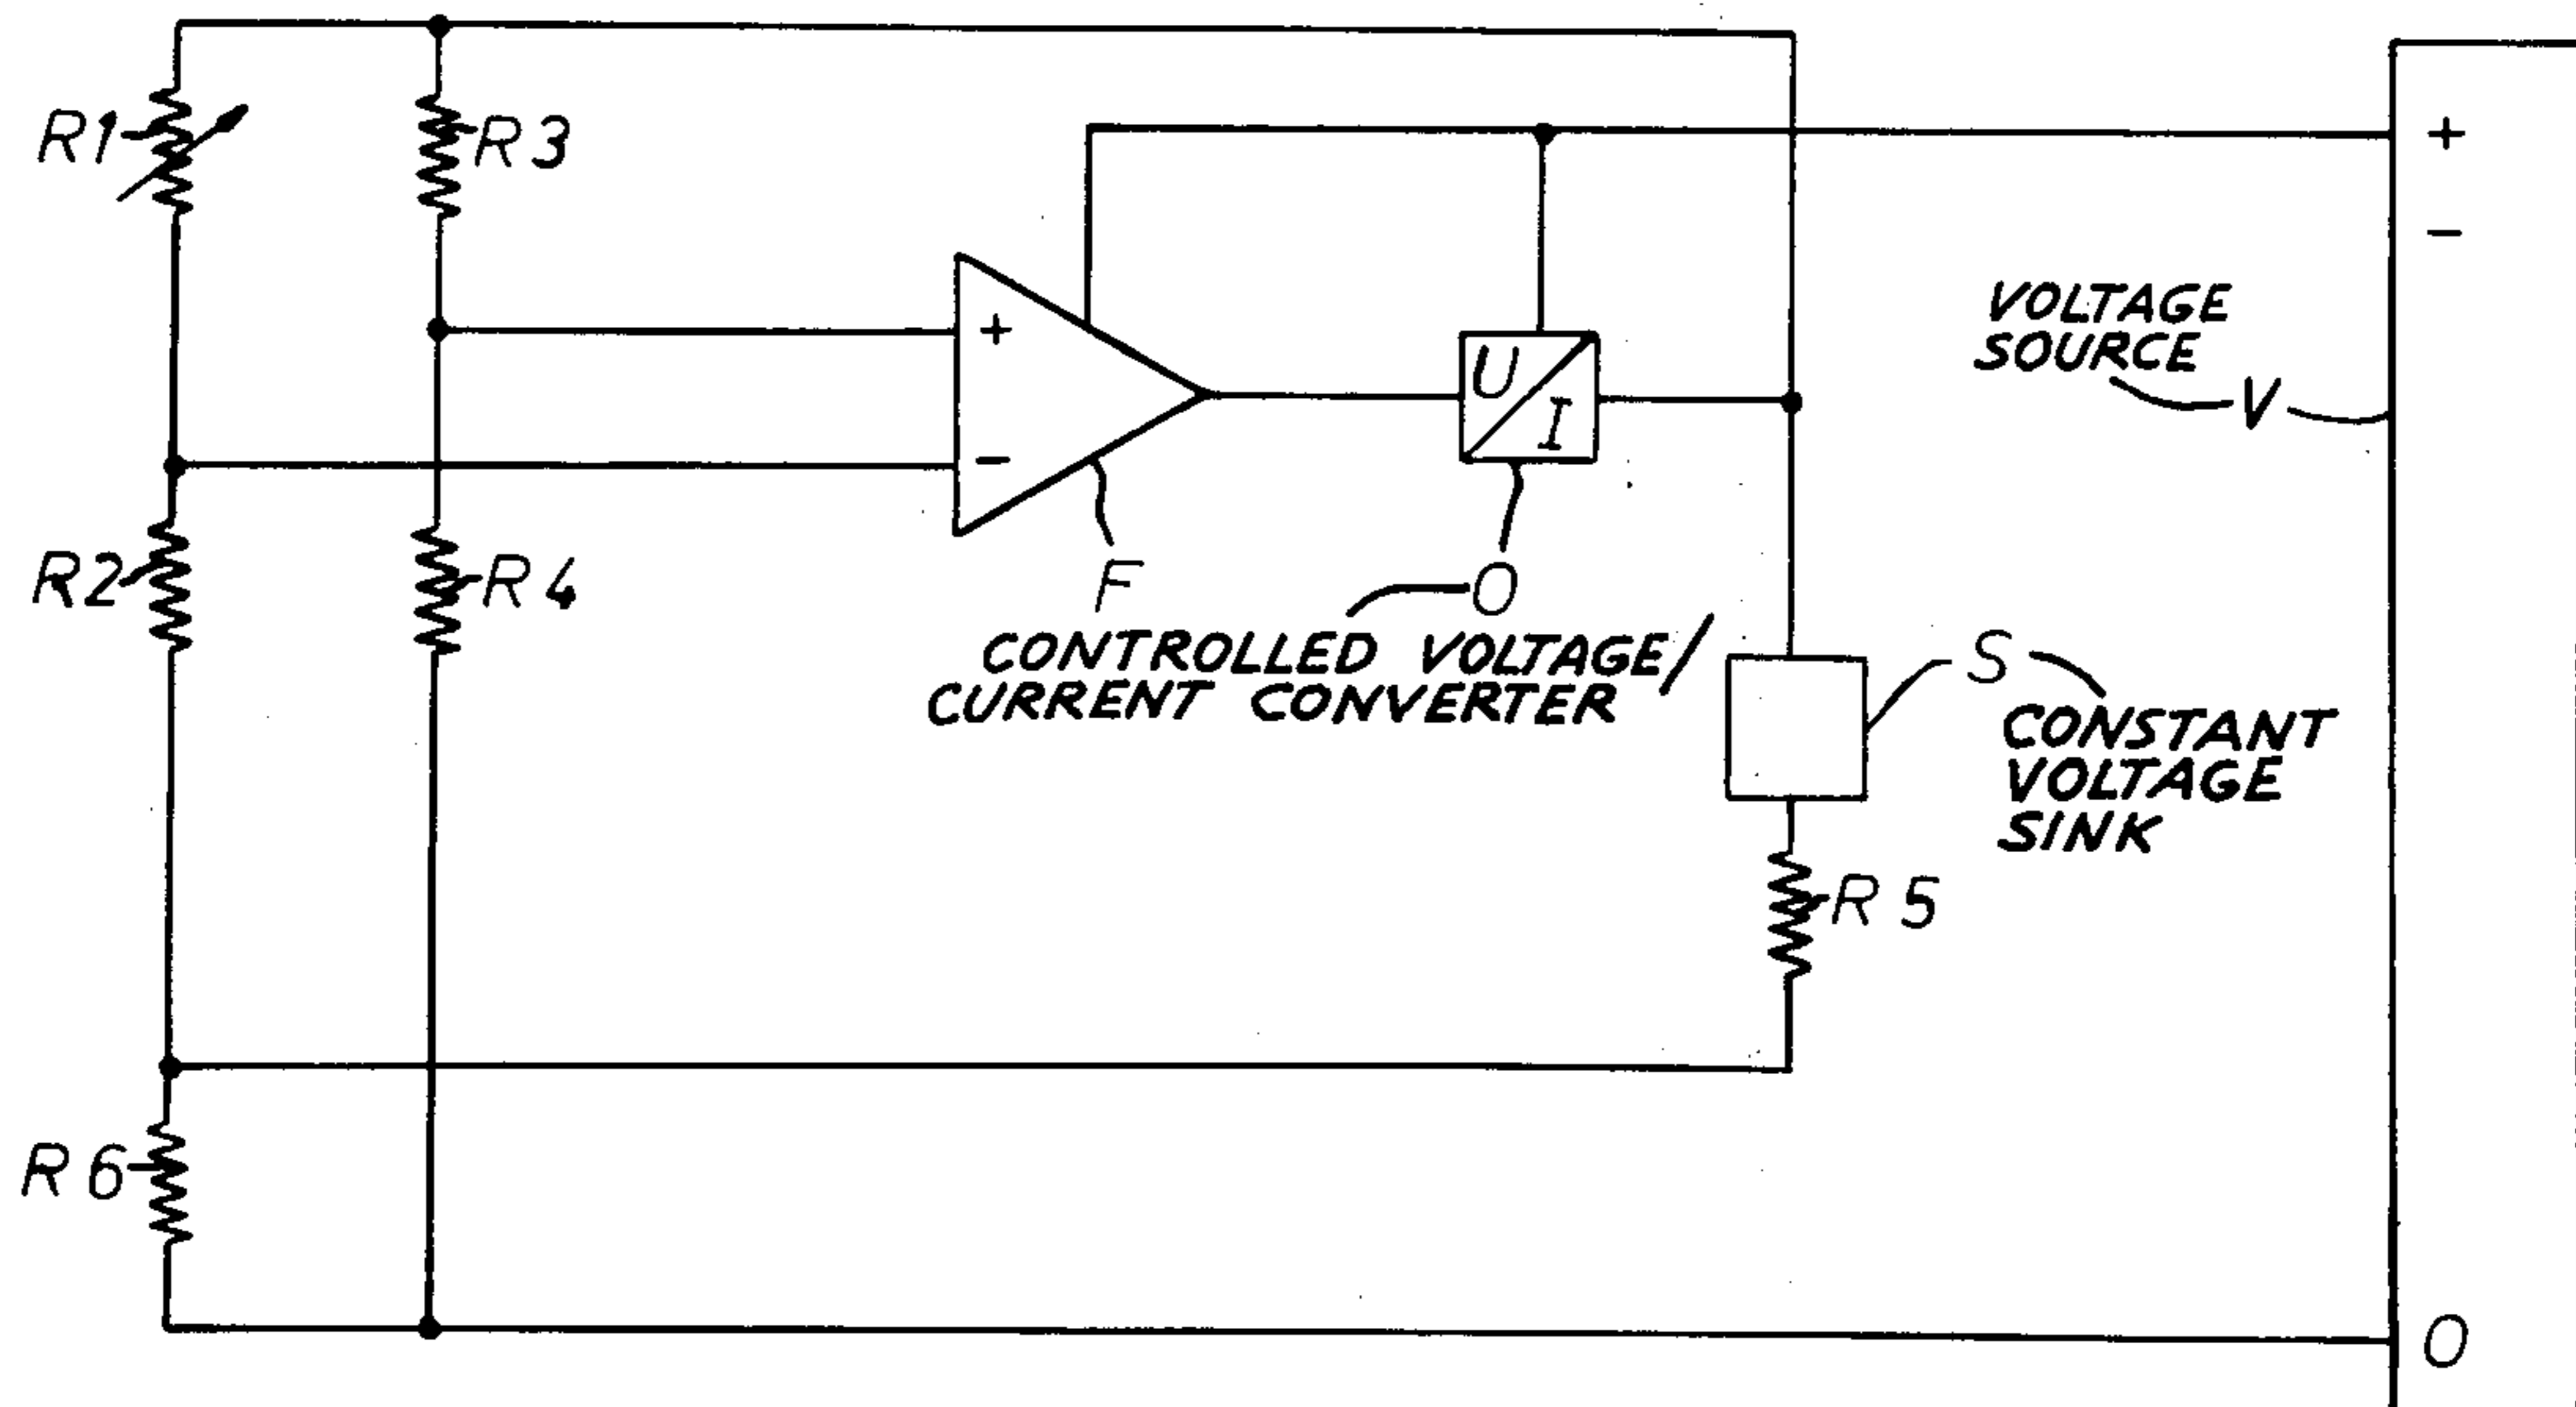 R1
R3
+
-
VOLTAGE
SOURCE
V
+
-
U
I
R2
R4
F
O
CONTROLLED VOLTAGE/
CURRENT CONVERTER
S
CONSTANT
VOLTAGE
SINK
R5
R6
O